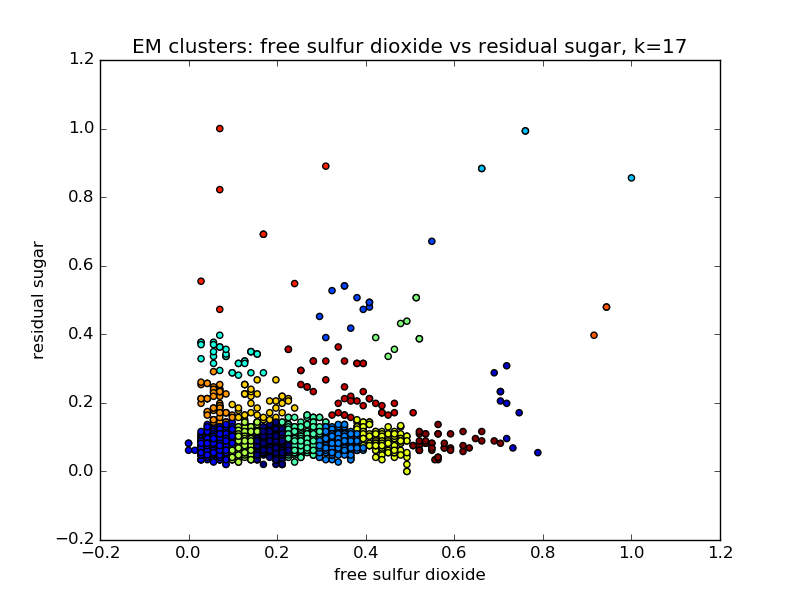 EM clusters: free sulfur dioxide vs residual sugar, k=17
1.2
1.0
0.8
0.6
0.4
0.2
0.0
−0.2
residual sugar
−0.2 0.0 0.2 0.4 0.6 0.8 1.0 1.2
free sulfur dioxide